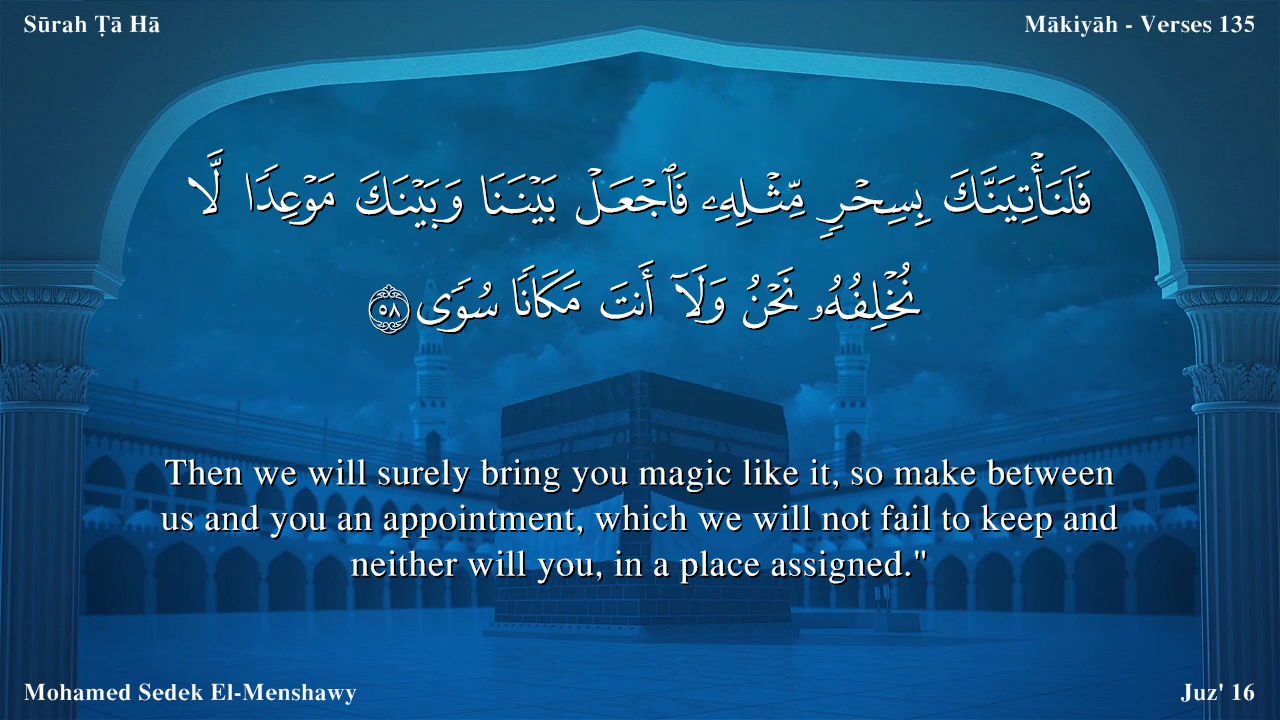 Sūrah Ṭā Hā
Mākiyāh - Verses 135
فَلَنَأْتِيَنَّكَ بِسِحْرٍ مِّثْلِهِۦ فَٱجْعَلْ بَيْنَنَا وَبَيْنَكَ مَوْعِدًا لَّا
نُخْلِفُهُۥ نَحْنُ وَلَآ أَنتَ مَكَانًا سُوًى ٥٨
Then we will surely bring you magic like it, so make between
us and you an appointment, which we will not fail to keep and
neither will you, in a place assigned."
Mohamed Sedek El-Menshawy
Juz' 16